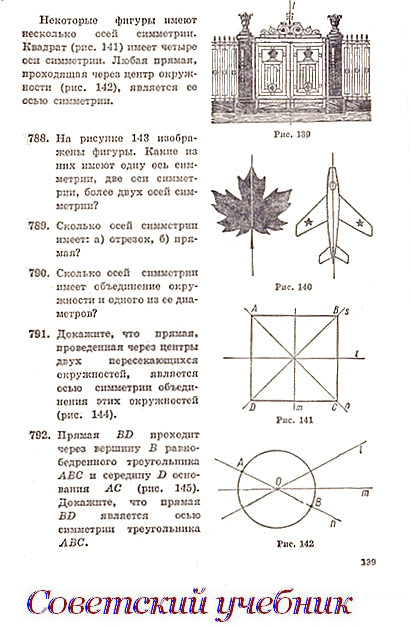 Некоторые фигуры имеют
несколько осей симметрии.
Квадрат (рис. 141) имеет четыре
оси симметрии. Любая прямая,
проходящая через центр окруж-
ности (рис. 142), является ее
осью симметрии.
788. На рисунке 143 изобра-
жены фигуры. Какие из
них имеют одну ось сим-
метрии, две оси симмет-
рии, более двух осей сим-
метрии?
789. Сколько осей симметрии
имеет: а) отрезок, б) пря-
мая?
790. Сколько осей симметрии
имеет объединение окру-
жности и одного из ее диа-
метров?
791. Докажите, что прямая,
проведенная через центры
двух пересекающихся
окружностей, является
осью симметрии объеди-
нения этих окружностей
(рис. 144).
792. Прямая BD проходит
через вершину B равно-
бедренного треугольника
ABC и середину D осно-
вания AC (рис. 145).
Докажите, что прямая
BD является осью
симметрии треугольника
ABC.
l
Рис. 139
Рис. 140
A B s
l
D m C Q
Рис. 141
A l
O m
B
n
Рис. 142
139
Советский учебник